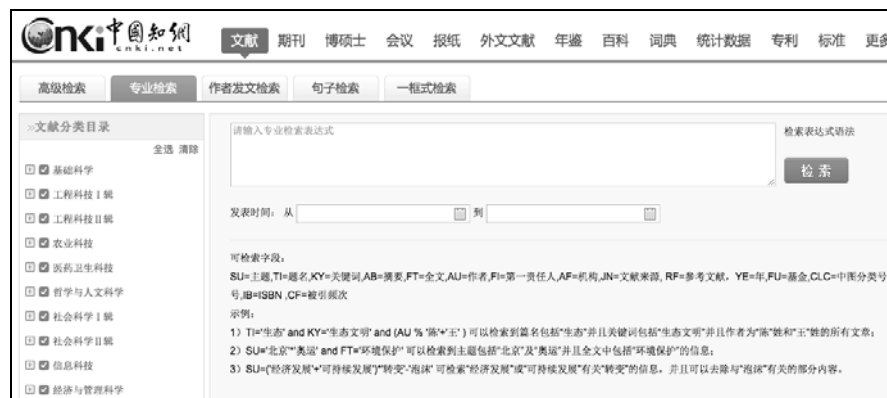 Cnki中国知网
cnki.net
文献 期刊 博硕士 会议 报纸 外文文献 年鉴 百科 词典 统计数据 专利 标准 更多
高级检索 专业检索 作者发文检索 句子检索 一框式检索
»文献分类目录
全选 清除
基础科学
工程科技Ⅰ辑
工程科技Ⅱ辑
农业科技
医药卫生科技
哲学与人文科学
社会科学Ⅰ辑
社会科学Ⅱ辑
信息科技
经济与管理科学
请输入专业检索表达式
检索表达式语法
检索
发表时间: 从 到
可检索字段:
SU=主题,TI=题名,KY=关键词,AB=摘要,FT=全文,AU=作者,FI=第一责任人,AF=机构,JN=文献来源, RF=参考文献, YE=年,FU=基金,CLC=中图分类号
号,IB=ISBN ,CF=被引频次
示例:
1) TI='生态' and KY='生态文明' and (AU % '陈'+'王' ) 可以检索到篇名包括"生态"并且关键词包括"生态文明"并且作者为"陈"姓和"王"姓的所有文章;
2) SU='北京'*'奥运' and FT='环境保护' 可以检索到主题包括"北京"及"奥运"并且全文中包括"环境保护"的信息;
3) SU=('经济发展'+'可持续发展')*'转变'-'泡沫' 可检索"经济发展"或"可持续发展"有关"转变"的信息, 并且可以去除与"泡沫"有关的部分内容。